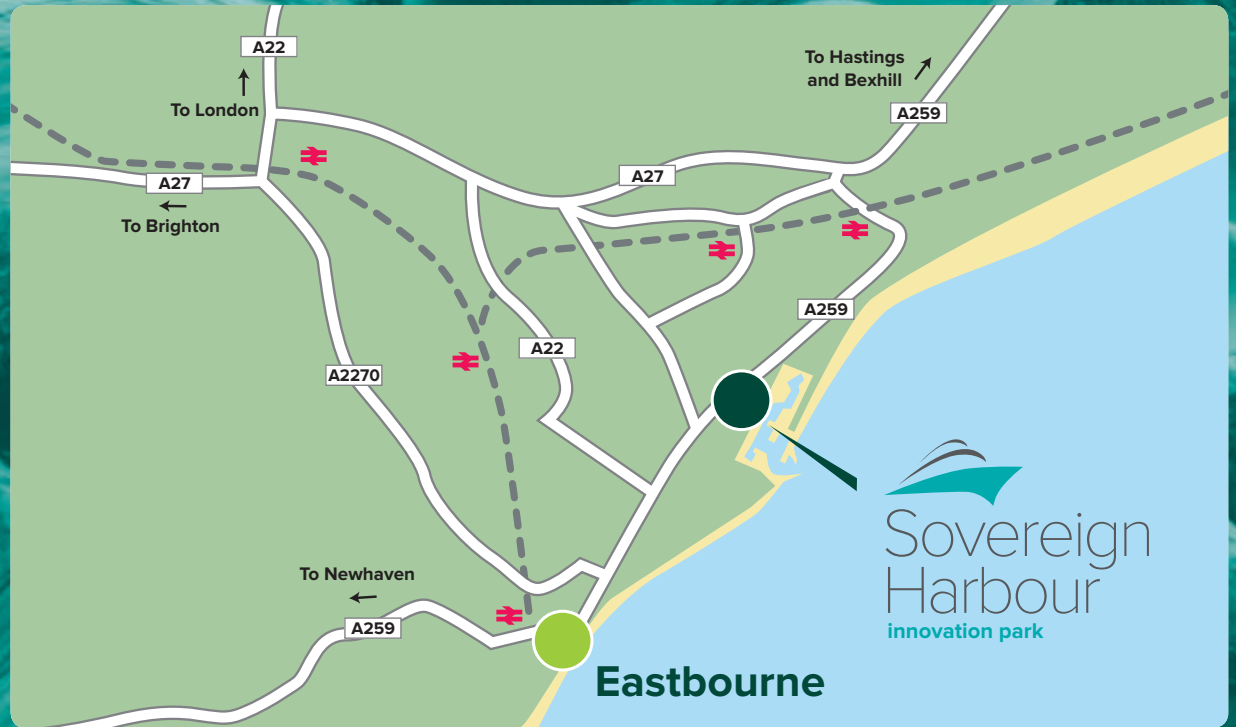 A22
To London
To Hastings
and Bexhill
A259
A27
To Brighton
A27
A259
A22
A2270
Sovereign
Harbour
innovation park
To Newhaven
A259
Eastbourne